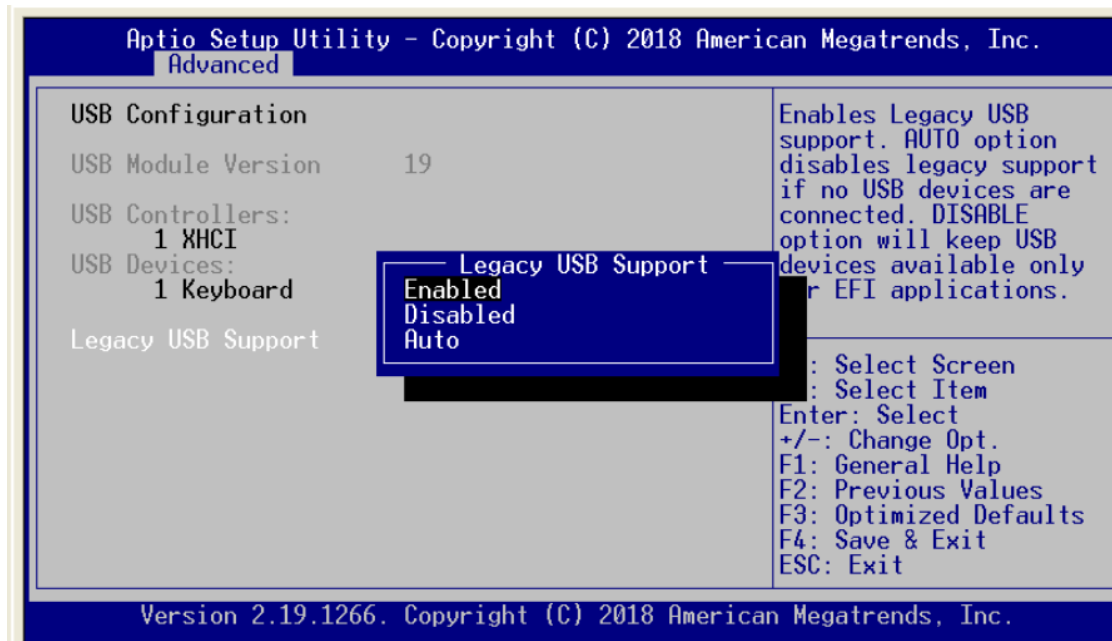 Aptio Setup Utility - Copyright (C) 2018 American Megatrends, Inc.
Advanced
USB Configuration
USB Module Version 19
USB Controllers:
1 XHCI
USB Devices:
1 Keyboard
Legacy USB Support
Legacy USB Support
Enabled
Disabled
Auto
Enables Legacy USB
support. AUTO option
disables legacy support
if no USB devices are
connected. DISABLE
option will keep USB
devices available only
EFI applications.
: Select Screen
: Select Item
Enter: Select
+/-: Change Opt.
F1: General Help
F2: Previous Values
F3: Optimized Defaults
F4: Save & Exit
ESC: Exit
Version 2.19.1266. Copyright (C) 2018 American Megatrends, Inc.